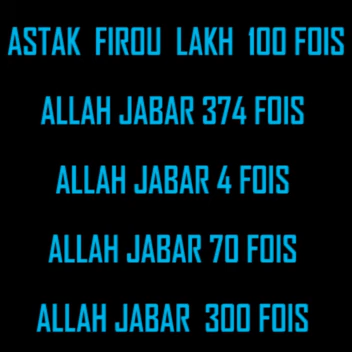 ASTAK FIROU LAKH 100 FOIS
ALLAH JABAR 374 FOIS
ALLAH JABAR 4 FOIS
ALLAH JABAR 70 FOIS
ALLAH JABAR 300 FOIS